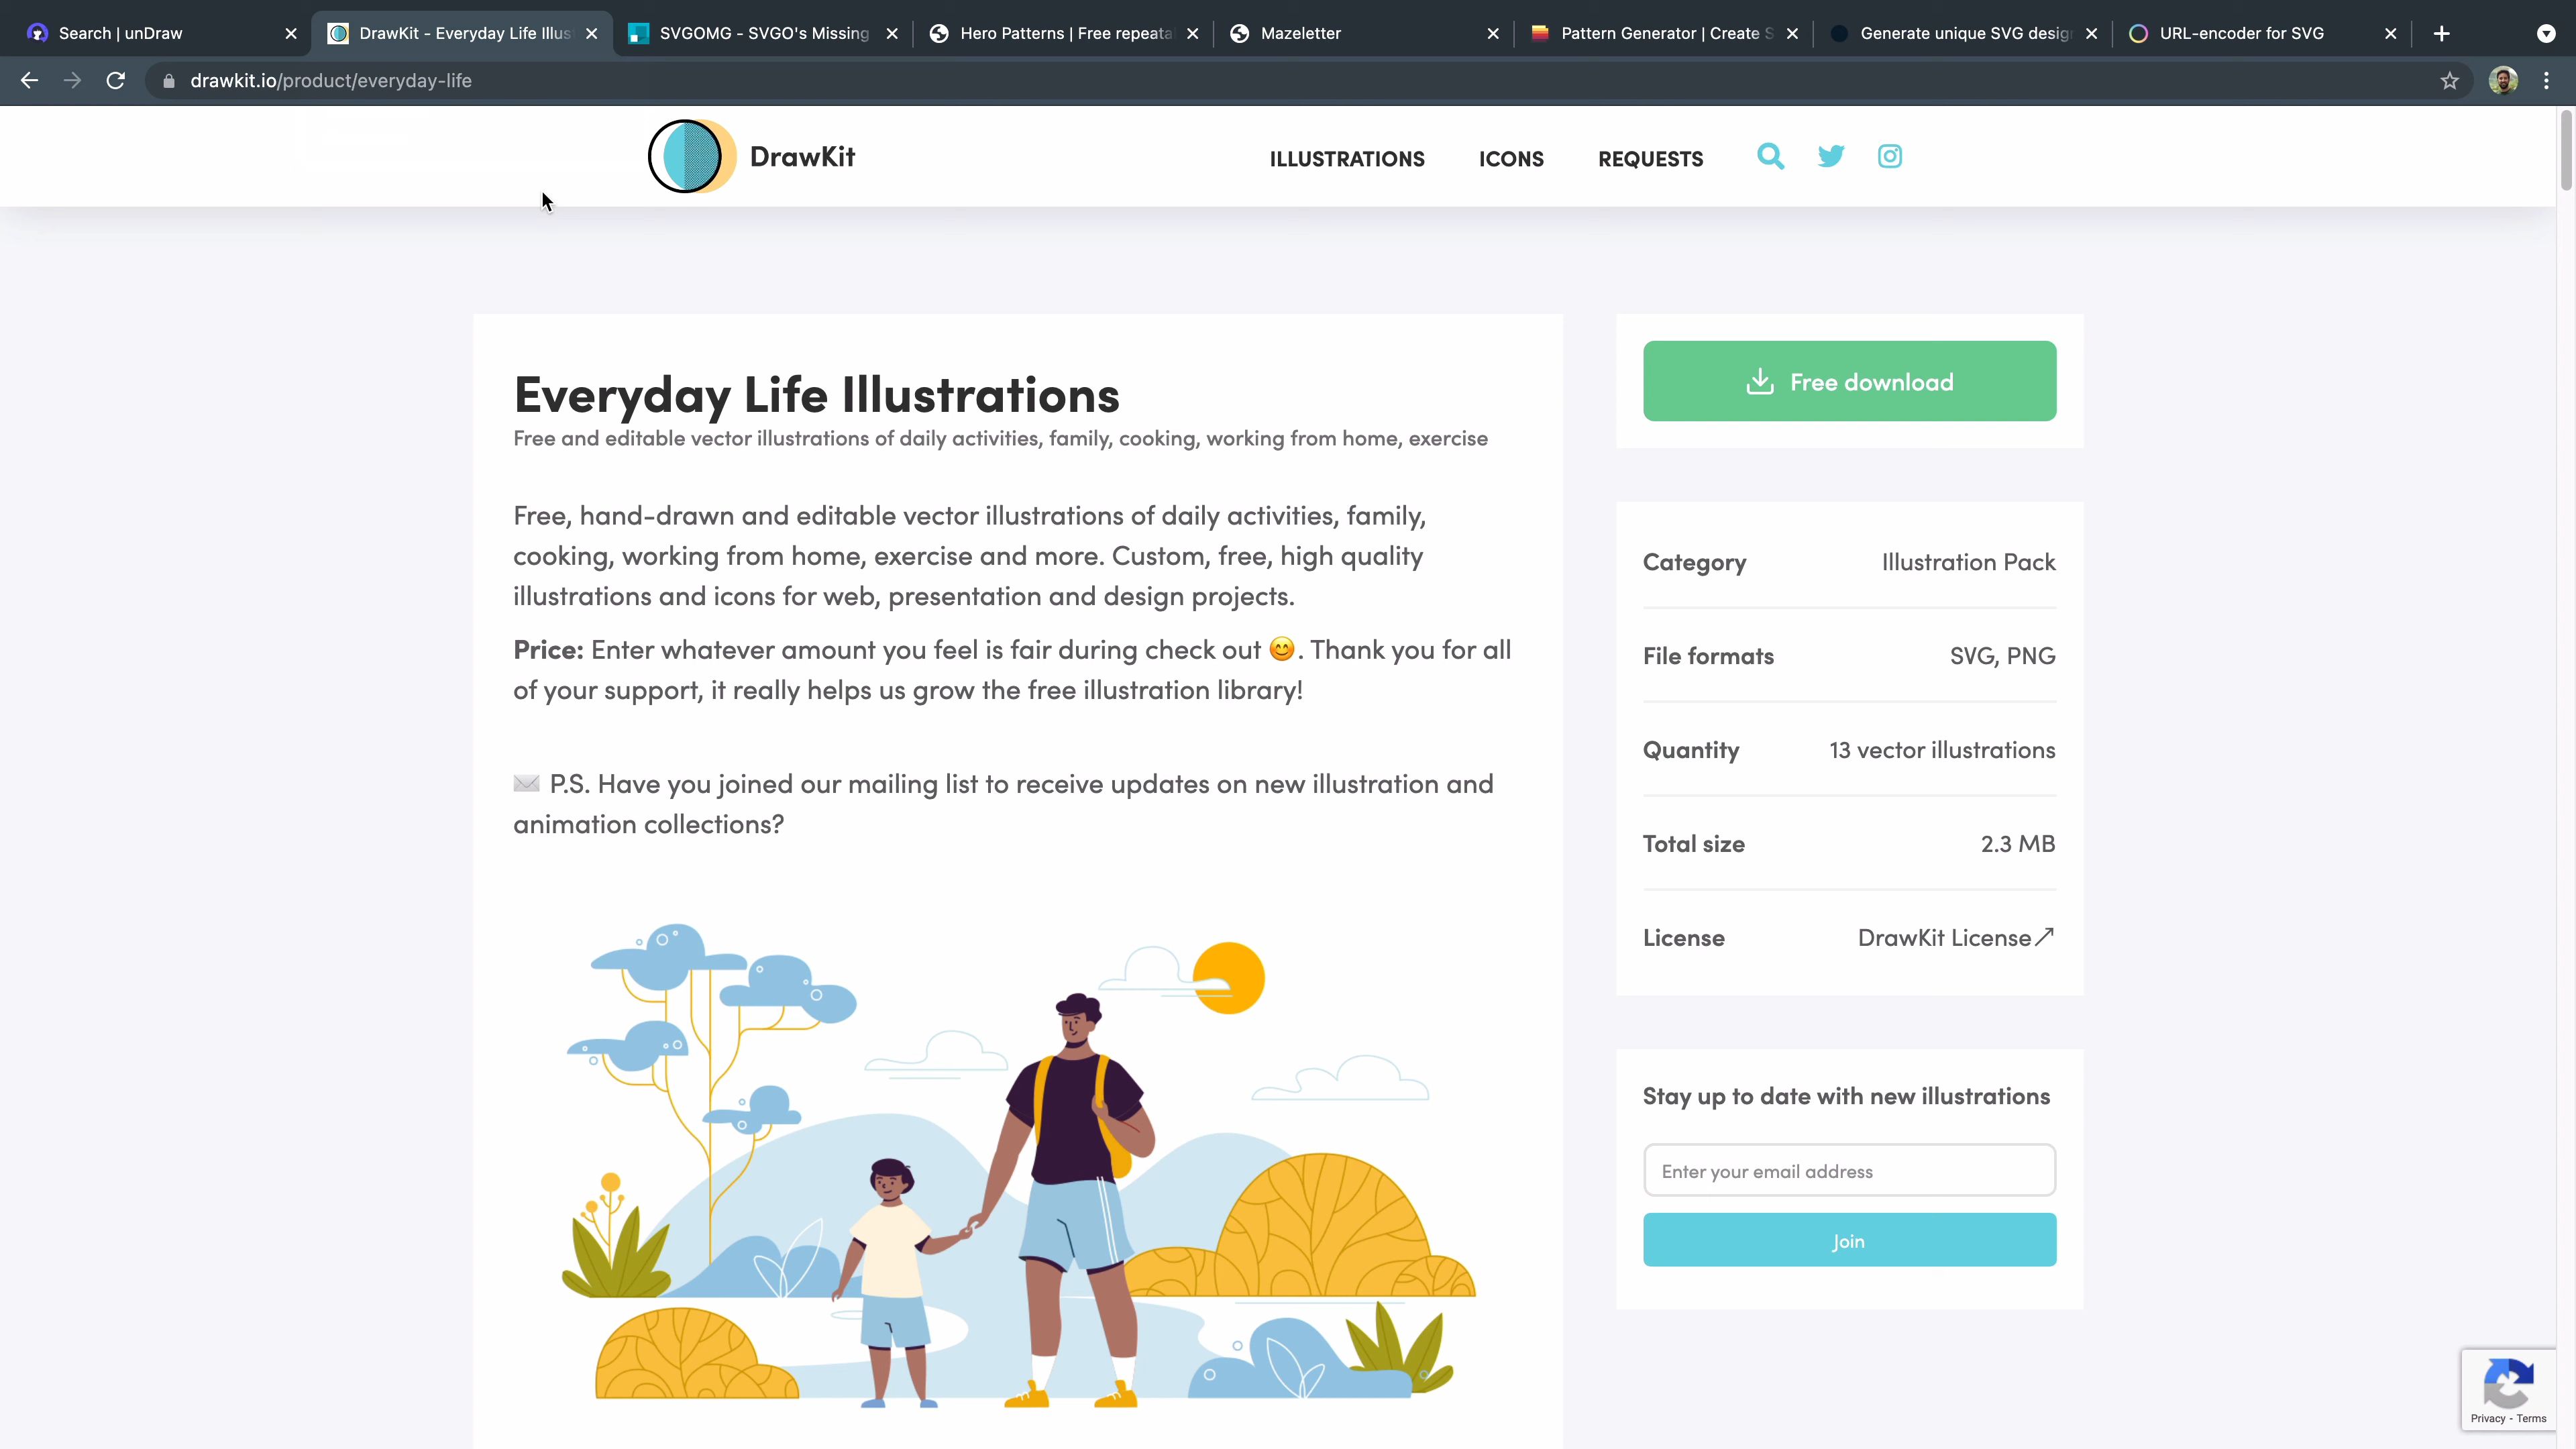 Search | unDraw
DrawKit - Everyday Life Illus
SVGOMG - SVGO's Missing
Hero Patterns | Free repeata
Mazeletter
Pattern Generator | Create S
Generate unique SVG desig
URL-encoder for SVG
drawkit.io/product/everyday-life
DrawKit
ILLUSTRATIONS
ICONS
REQUESTS
Everyday Life Illustrations
Free and editable vector illustrations of daily activities, family, cooking, working from home, exercise
Free, hand-drawn and editable vector illustrations of daily activities, family,
cooking, working from home, exercise and more. Custom, free, high quality
illustrations and icons for web, presentation and design projects.
Price: Enter whatever amount you feel is fair during check out 😊. Thank you for all
of your support, it really helps us grow the free illustration library!
✉️ P.S. Have you joined our mailing list to receive updates on new illustration and
animation collections?
Free download
Category Illustration Pack
File formats SVG, PNG
Quantity 13 vector illustrations
Total size 2.3 MB
License DrawKit License↗
Stay up to date with new illustrations
Enter your email address
Join
Privacy - Terms